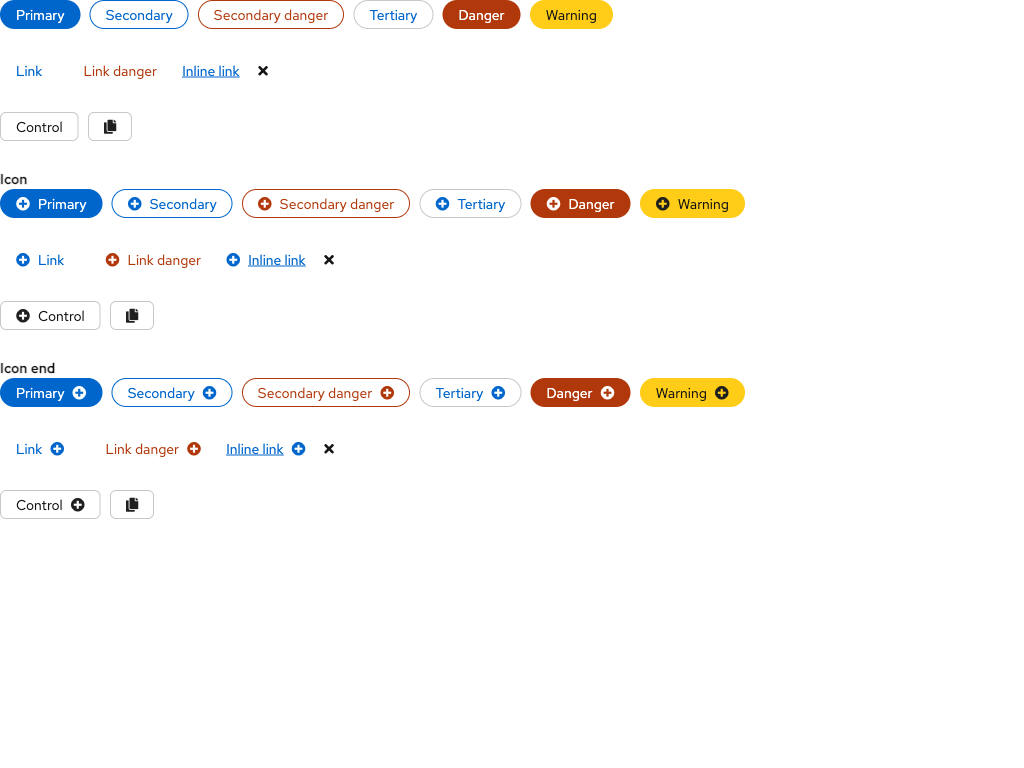 Primary Secondary Secondary danger Tertiary Danger Warning
Link Link danger Inline link
Control
Icon
Primary Secondary Secondary danger Tertiary Danger Warning
Link Link danger Inline link
Control
Icon end
Primary Secondary Secondary danger Tertiary Danger Warning
Link Link danger Inline link
Control